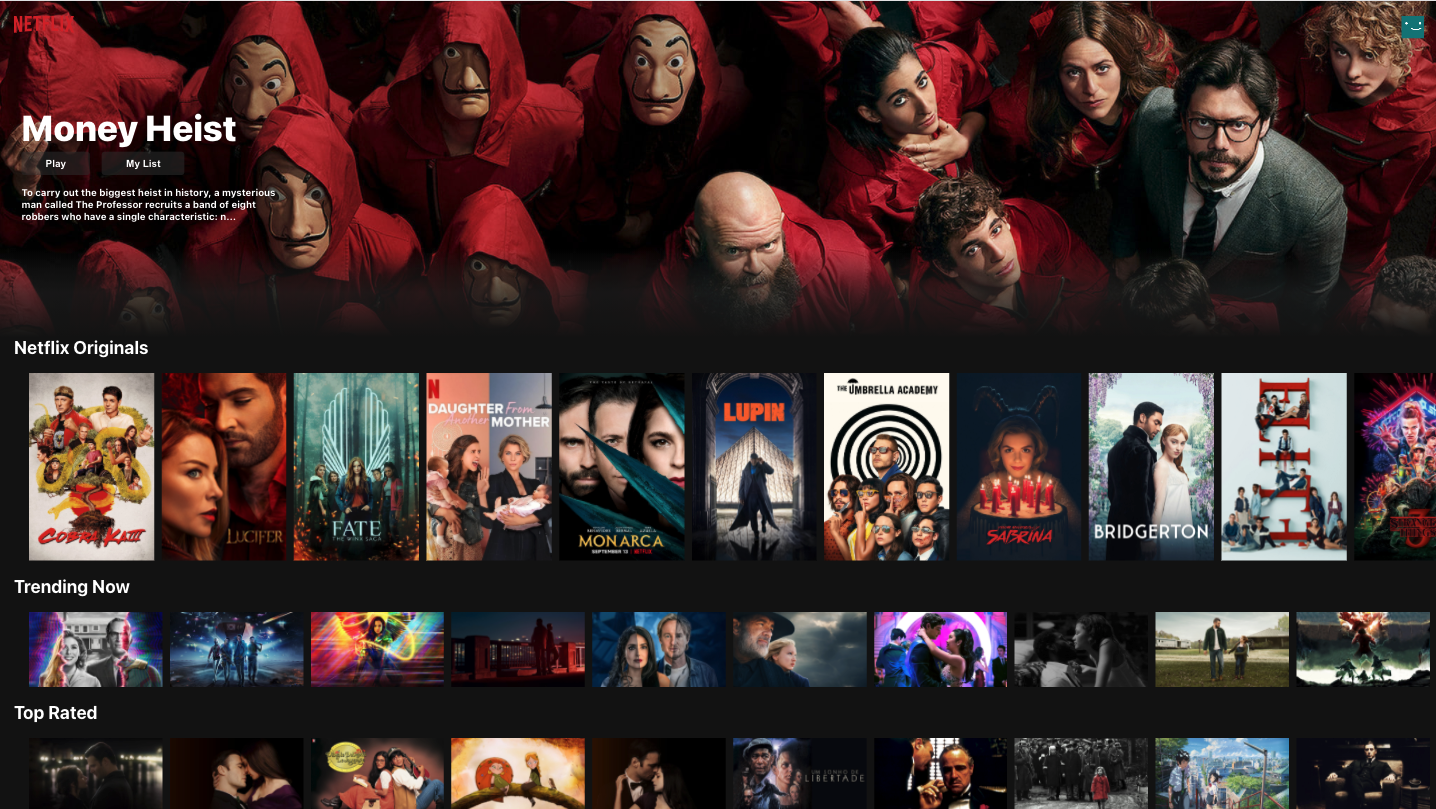 NETFLIX
Money Heist
Play
My List
To carry out the biggest heist in history, a mysterious
man called The Professor recruits a band of eight
robbers who have a single characteristic: n...
Netflix Originals
COBRA KAI
LUCIFER
FATE
THE WINX SAGA
N
DAUGHTER From
Another MOTHER
MONARCA
SEPTEMBER 13
LUPIN
THE UMBRELLA ACADEMY
SABRINA
BRIDGERTON
ELITE
Trending Now
Top Rated
UM SONHO DE
LIBERTADE